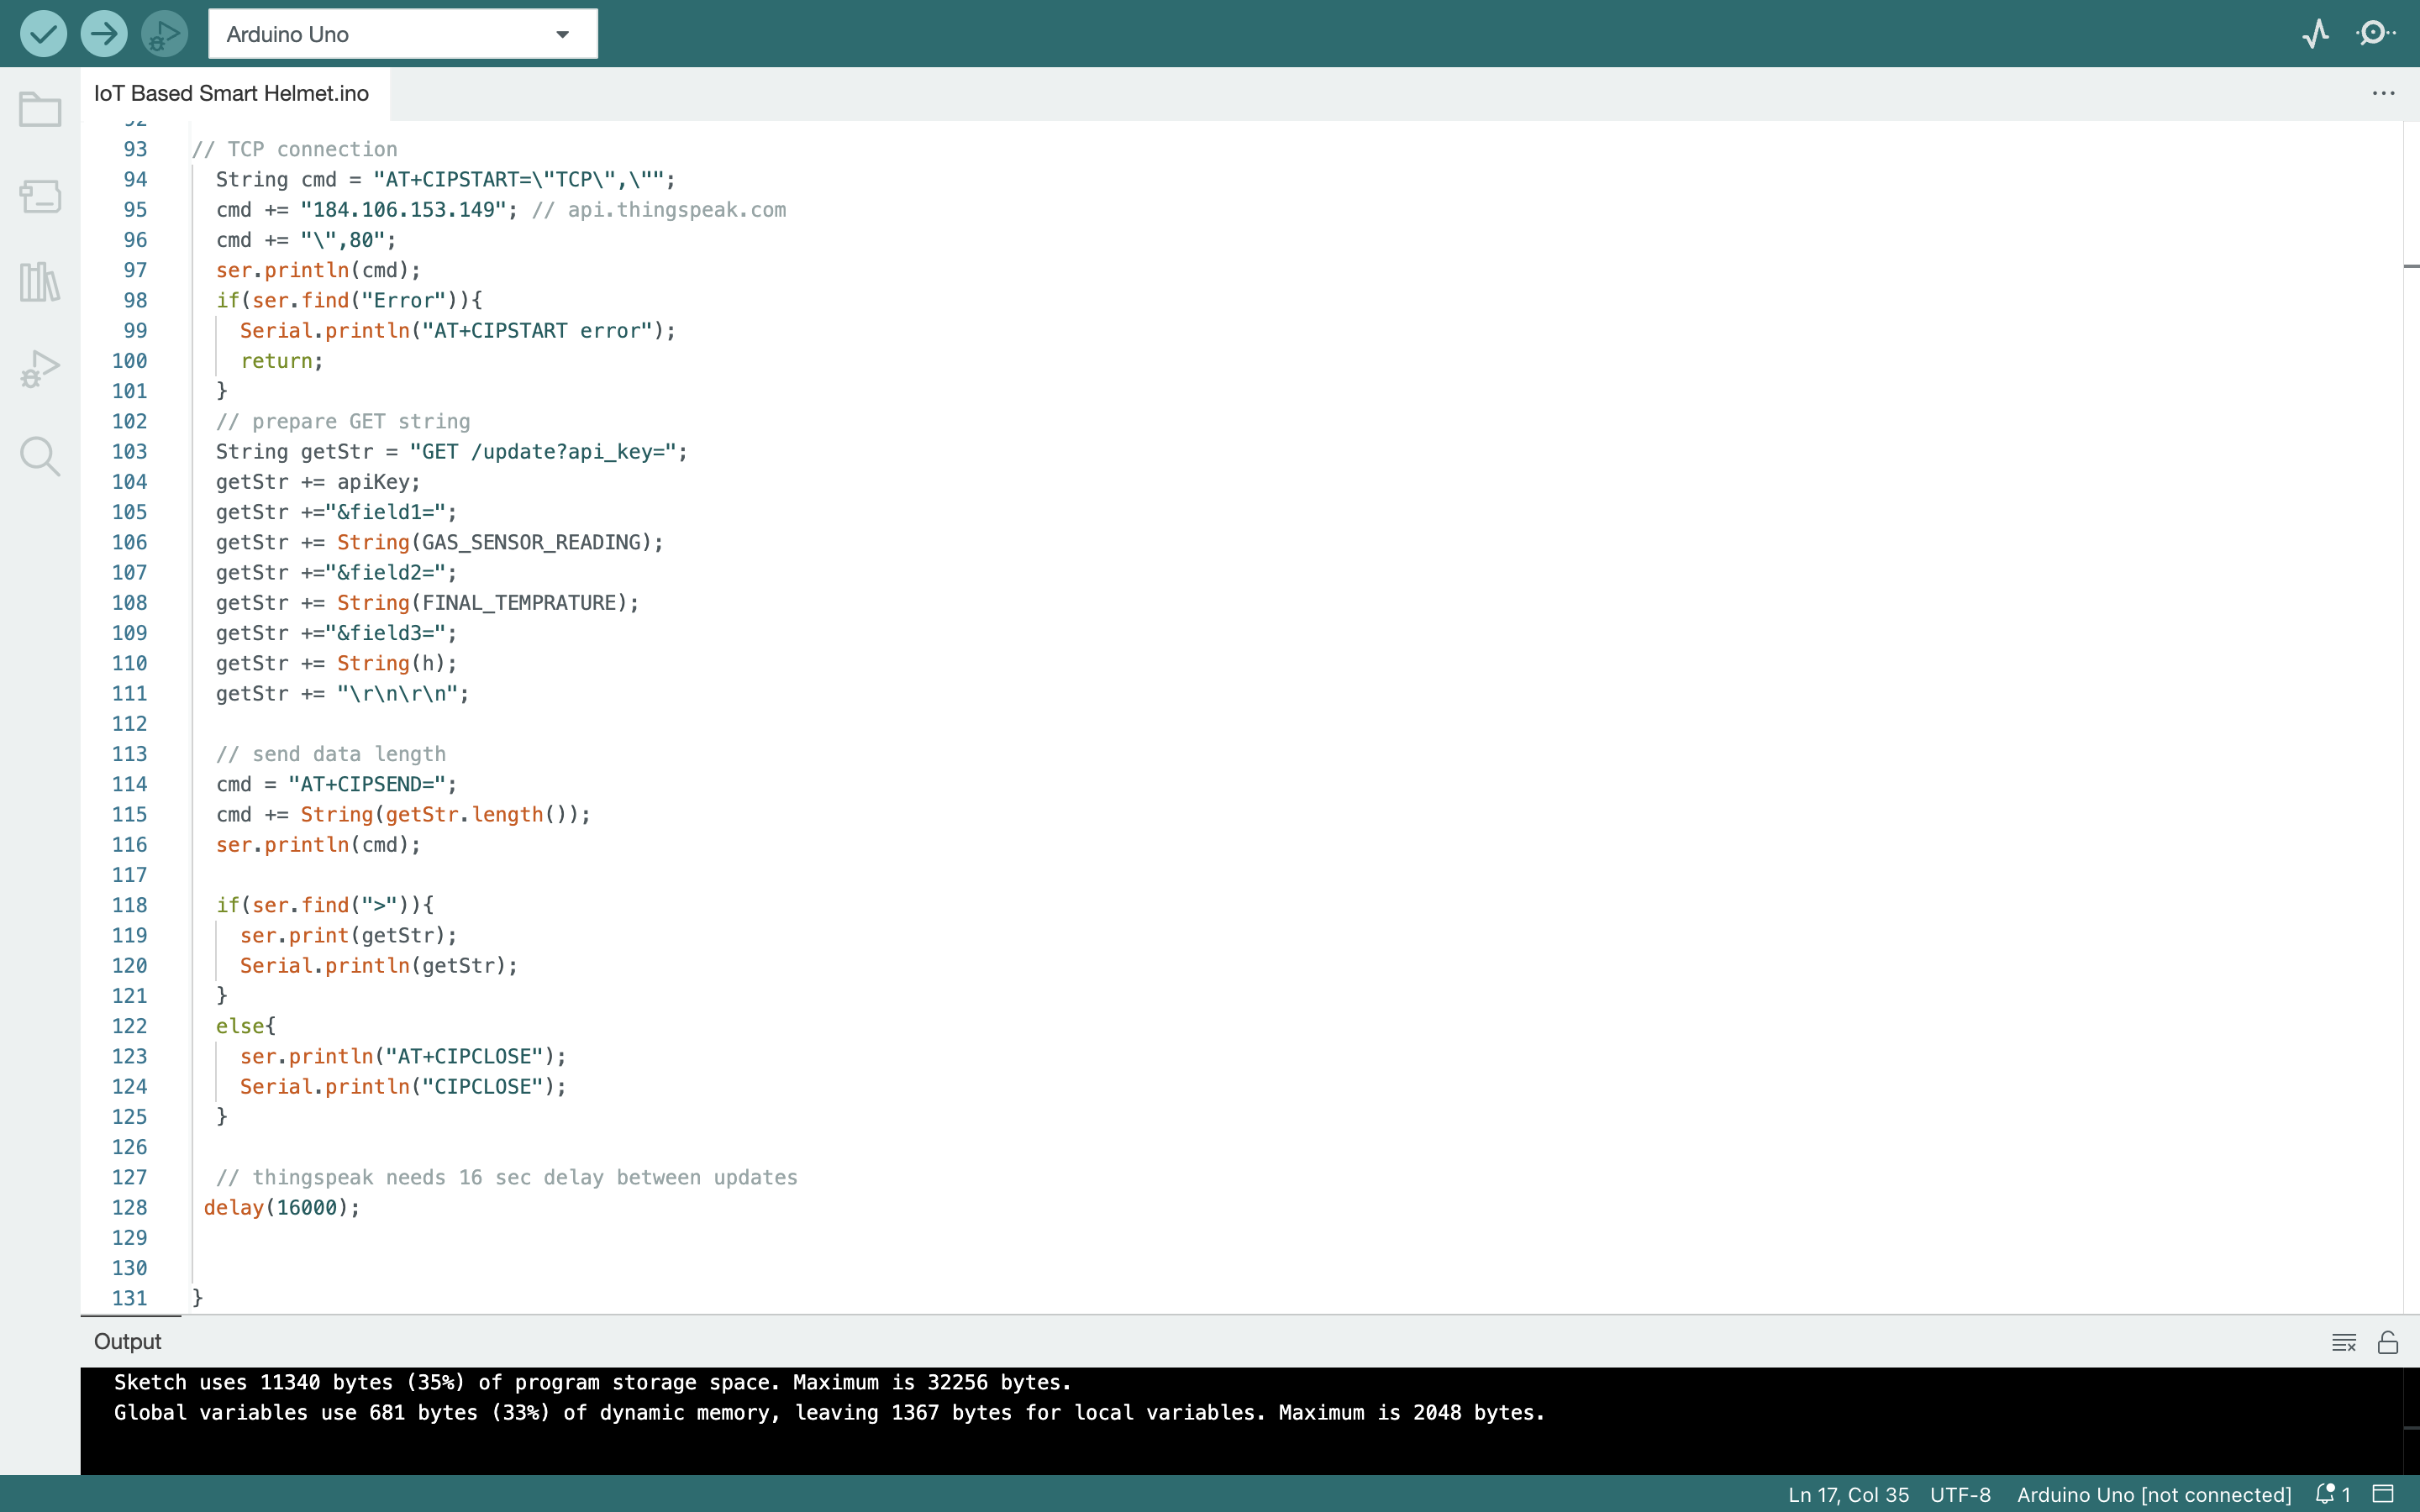 Arduino Uno
IoT Based Smart Helmet.ino
92
93 // TCP connection
94 String cmd = "AT+CIPSTART=\"TCP\",\"";
95 cmd += "184.106.153.149"; // api.thingspeak.com
96 cmd += "\",80";
97 ser.println(cmd);
98 if(ser.find("Error")){
99 Serial.println("AT+CIPSTART error");
100 return;
101 }
102 // prepare GET string
103 String getStr = "GET /update?api_key=";
104 getStr += apiKey;
105 getStr +="&field1=";
106 getStr += String(GAS_SENSOR_READING);
107 getStr +="&field2=";
108 getStr += String(FINAL_TEMPRATURE);
109 getStr +="&field3=";
110 getStr += String(h);
111 getStr += "\r\n\r\n";
112
113 // send data length
114 cmd = "AT+CIPSEND=";
115 cmd += String(getStr.length());
116 ser.println(cmd);
117
118 if(ser.find(">")){
119 ser.print(getStr);
120 Serial.println(getStr);
121 }
122 else{
123 ser.println("AT+CIPCLOSE");
124 Serial.println("CIPCLOSE");
125 }
126
127 // thingspeak needs 16 sec delay between updates
128 delay(16000);
129
130
131 }
Output
Sketch uses 11340 bytes (35%) of program storage space. Maximum is 32256 bytes.
Global variables use 681 bytes (33%) of dynamic memory, leaving 1367 bytes for local variables. Maximum is 2048 bytes.
Ln 17, Col 35 UTF-8 Arduino Uno [not connected] 1